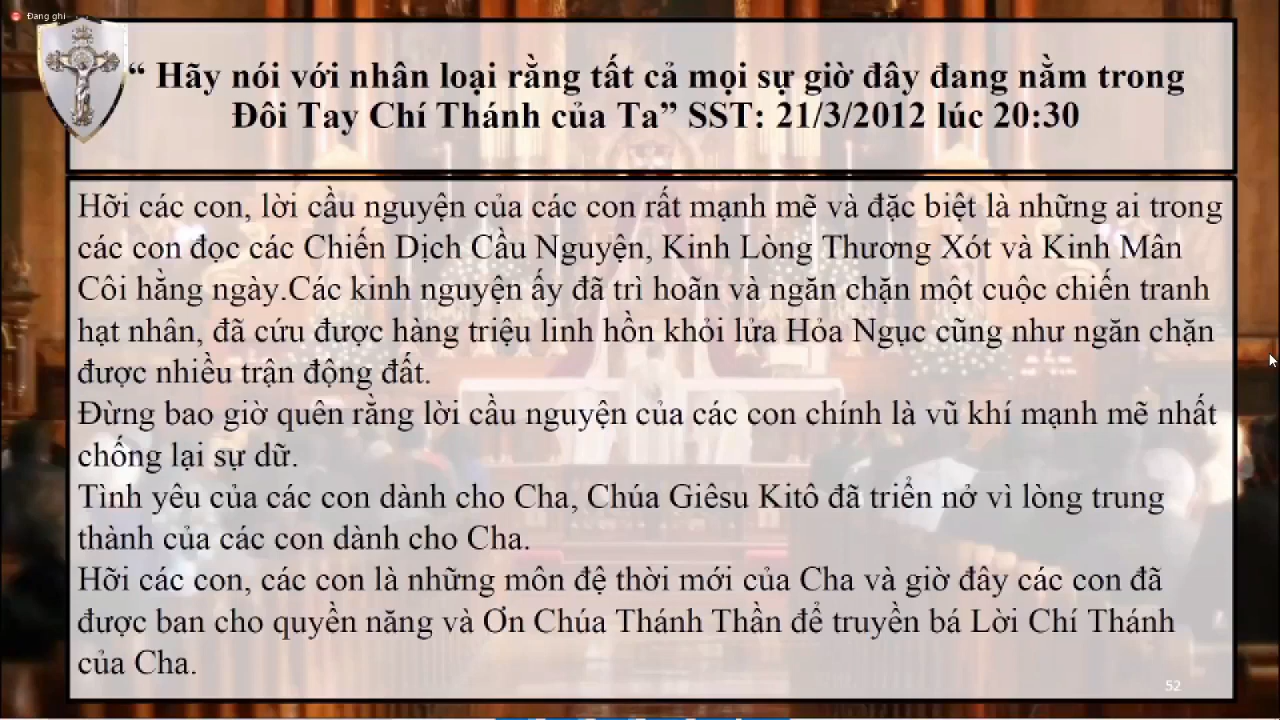 Đang ghi
“ Hãy nói với nhân loại rằng tất cả mọi sự giờ đây đang nằm trong
Đôi Tay Chí Thánh của Ta” SST: 21/3/2012 lúc 20:30
Hỡi các con, lời cầu nguyện của các con rất mạnh mẽ và đặc biệt là những ai trong
các con đọc các Chiến Dịch Cầu Nguyện, Kinh Lòng Thương Xót và Kinh Mân
Côi hằng ngày.Các kinh nguyện ấy đã trì hoãn và ngăn chặn một cuộc chiến tranh
hạt nhân, đã cứu được hàng triệu linh hồn khỏi lửa Hỏa Ngục cũng như ngăn chặn
được nhiều trận động đất.
Đừng bao giờ quên rằng lời cầu nguyện của các con chính là vũ khí mạnh mẽ nhất
chống lại sự dữ.
Tình yêu của các con dành cho Cha, Chúa Giêsu Kitô đã triển nở vì lòng trung
thành của các con dành cho Cha.
Hỡi các con, các con là những môn đệ thời mới của Cha và giờ đây các con đã
được ban cho quyền năng và Ơn Chúa Thánh Thần để truyền bá Lời Chí Thánh
của Cha.
52